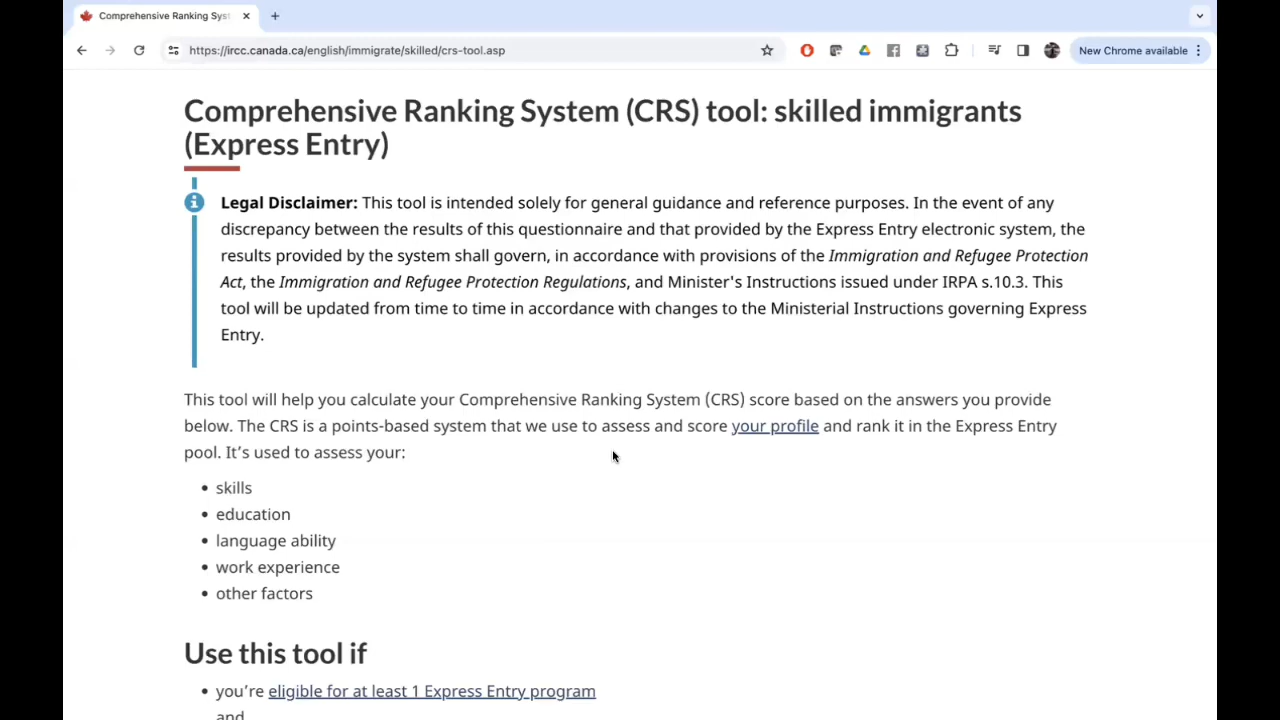 Comprehensive Ranking Syst
https://ircc.canada.ca/english/immigrate/skilled/crs-tool.asp
New Chrome available
Comprehensive Ranking System (CRS) tool: skilled immigrants
(Express Entry)
Legal Disclaimer: This tool is intended solely for general guidance and reference purposes. In the event of any
discrepancy between the results of this questionnaire and that provided by the Express Entry electronic system, the
results provided by the system shall govern, in accordance with provisions of the Immigration and Refugee Protection
Act, the Immigration and Refugee Protection Regulations, and Minister's Instructions issued under IRPA s.10.3. This
tool will be updated from time to time in accordance with changes to the Ministerial Instructions governing Express
Entry.
This tool will help you calculate your Comprehensive Ranking System (CRS) score based on the answers you provide
below. The CRS is a points-based system that we use to assess and score your profile and rank it in the Express Entry
pool. It’s used to assess your:
• skills
• education
• language ability
• work experience
• other factors
Use this tool if
• you’re eligible for at least 1 Express Entry program
and